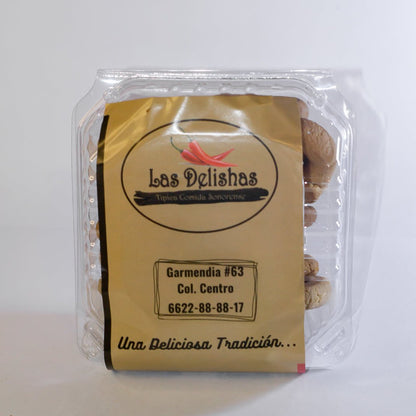 Las Delishas
Tipica Comida Sonorense
Garmendia #63
Col. Centro
6622-88-88-17
Una Deliciosa Tradición...